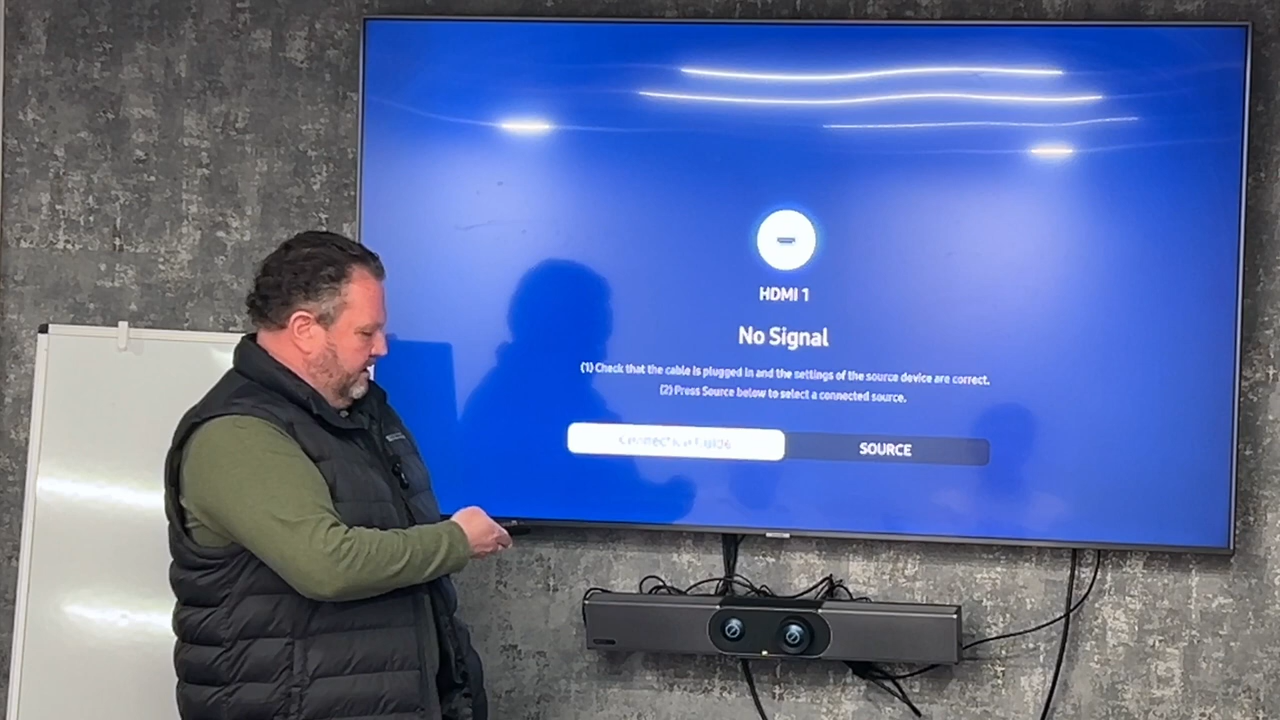 HDMI 1
No Signal
(1) Check that the cable is plugged in and the settings of the source device are correct.
(2) Press Source below to select a connected source.
SOURCE